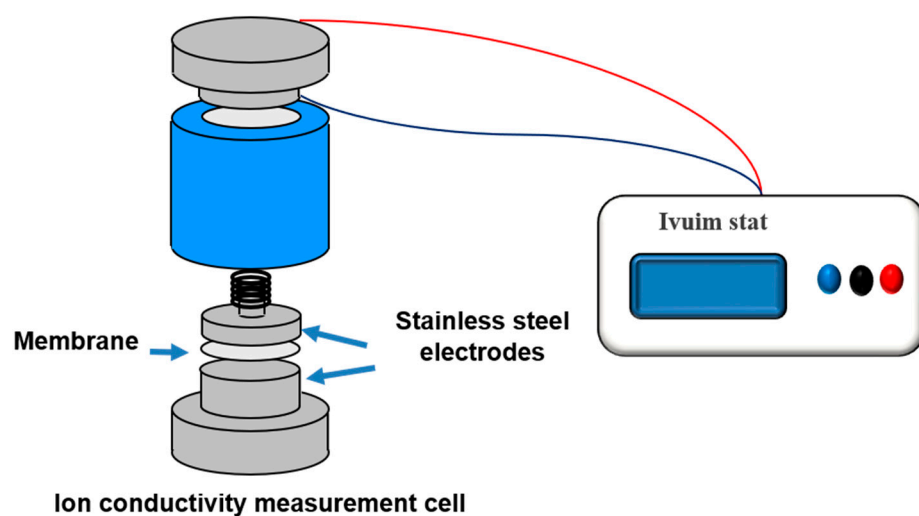 Ivuim stat
Stainless steel
electrodes
Membrane
Ion conductivity measurement cell